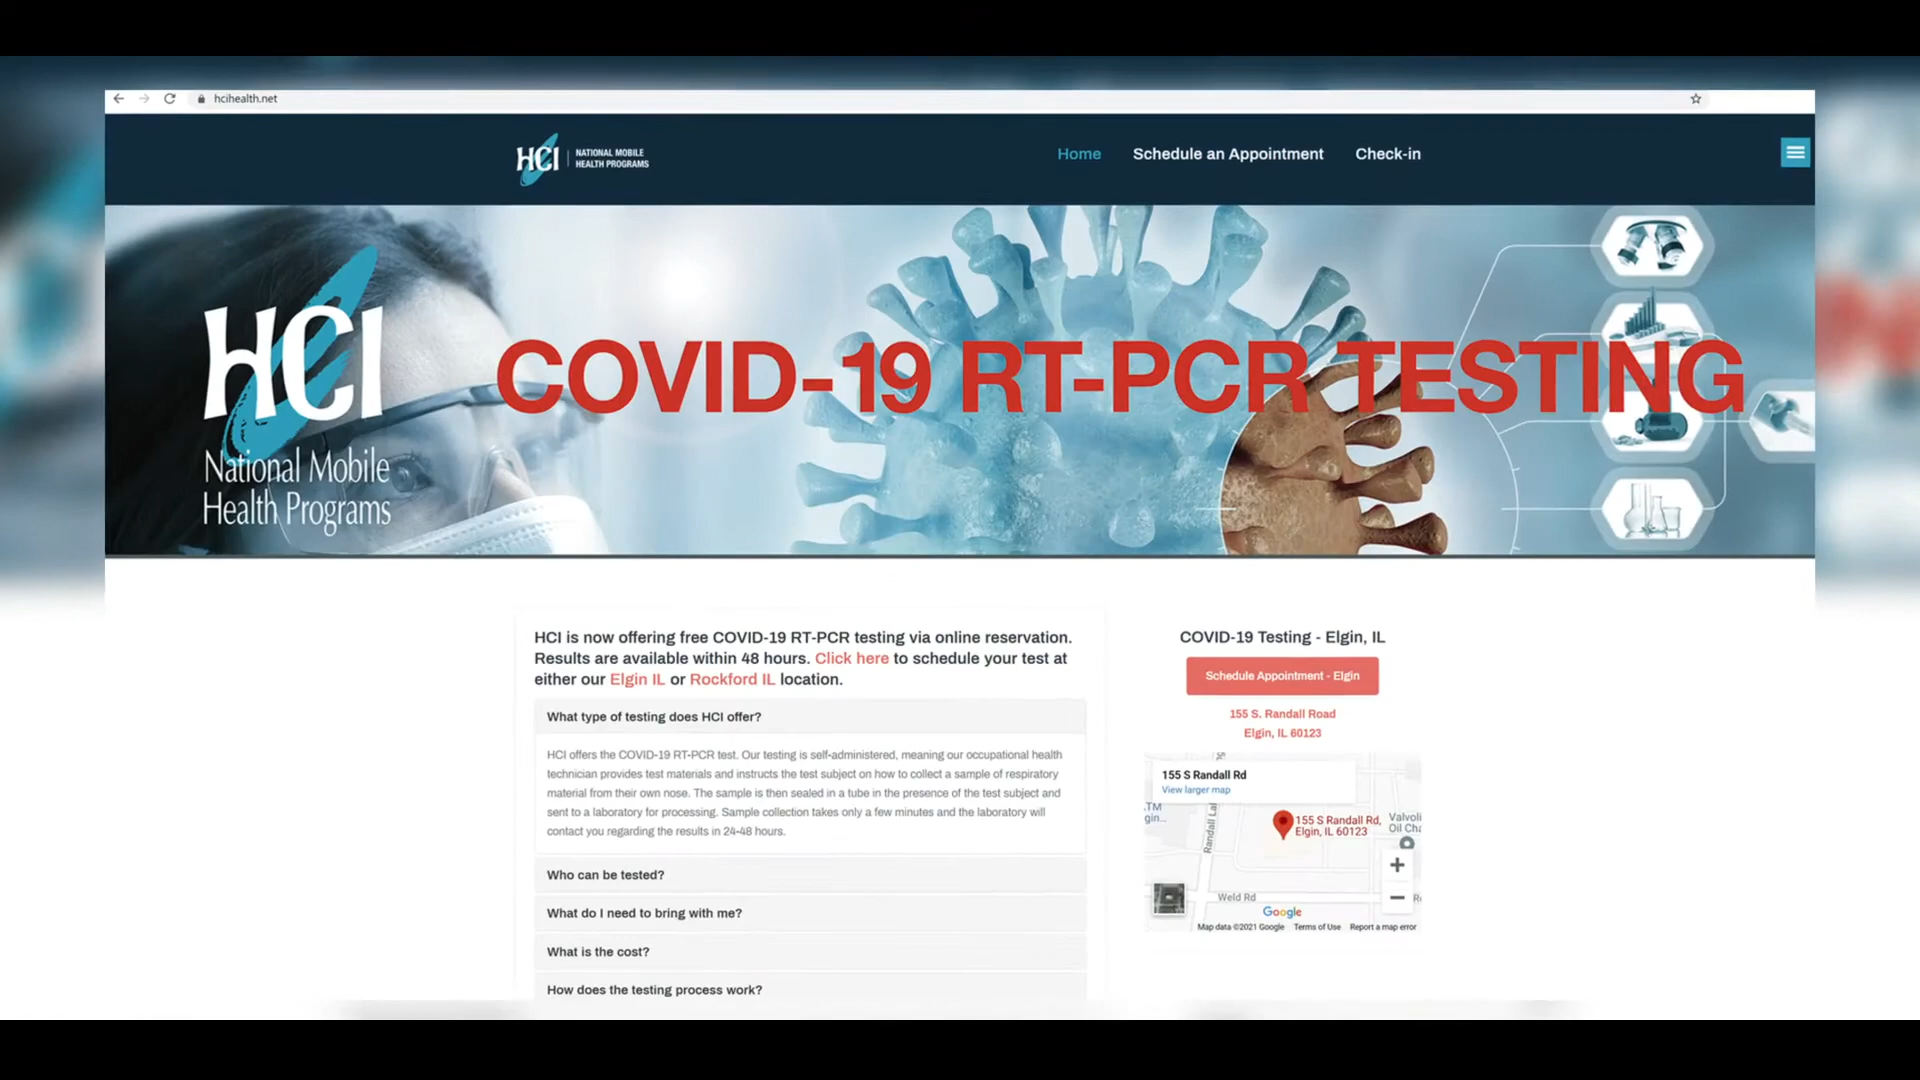 hcihealth.net
HCI
NATIONAL MOBILE
HEALTH PROGRAMS
Home
Schedule an Appointment
Check-in
HCI
National Mobile
Health Programs
COVID-19 RT-PCR TESTING
HCI is now offering free COVID-19 RT-PCR testing via online reservation.
Results are available within 48 hours. Click here to schedule your test at
either our Elgin IL or Rockford IL location.
What type of testing does HCI offer?
HCI offers the COVID-19 RT-PCR test. Our testing is self-administered, meaning our occupational health
technician provides test materials and instructs the test subject on how to collect a sample of respiratory
material from their own nose. The sample is then sealed in a tube in the presence of the test subject and
sent to a laboratory for processing. Sample collection takes only a few minutes and the laboratory will
contact you regarding the results in 24-48 hours.
Who can be tested?
What do I need to bring with me?
What is the cost?
How does the testing process work?
COVID-19 Testing - Elgin, IL
Schedule Appointment - Elgin
155 S. Randall Road
Elgin, IL 60123
155 S Randall Rd
View larger map
155 S Randall Rd,
Elgin, IL 60123
Valvoli
Oil Cha
Weld Rd
Google
Map data ©2021 Google
Terms of Use
Report a map error